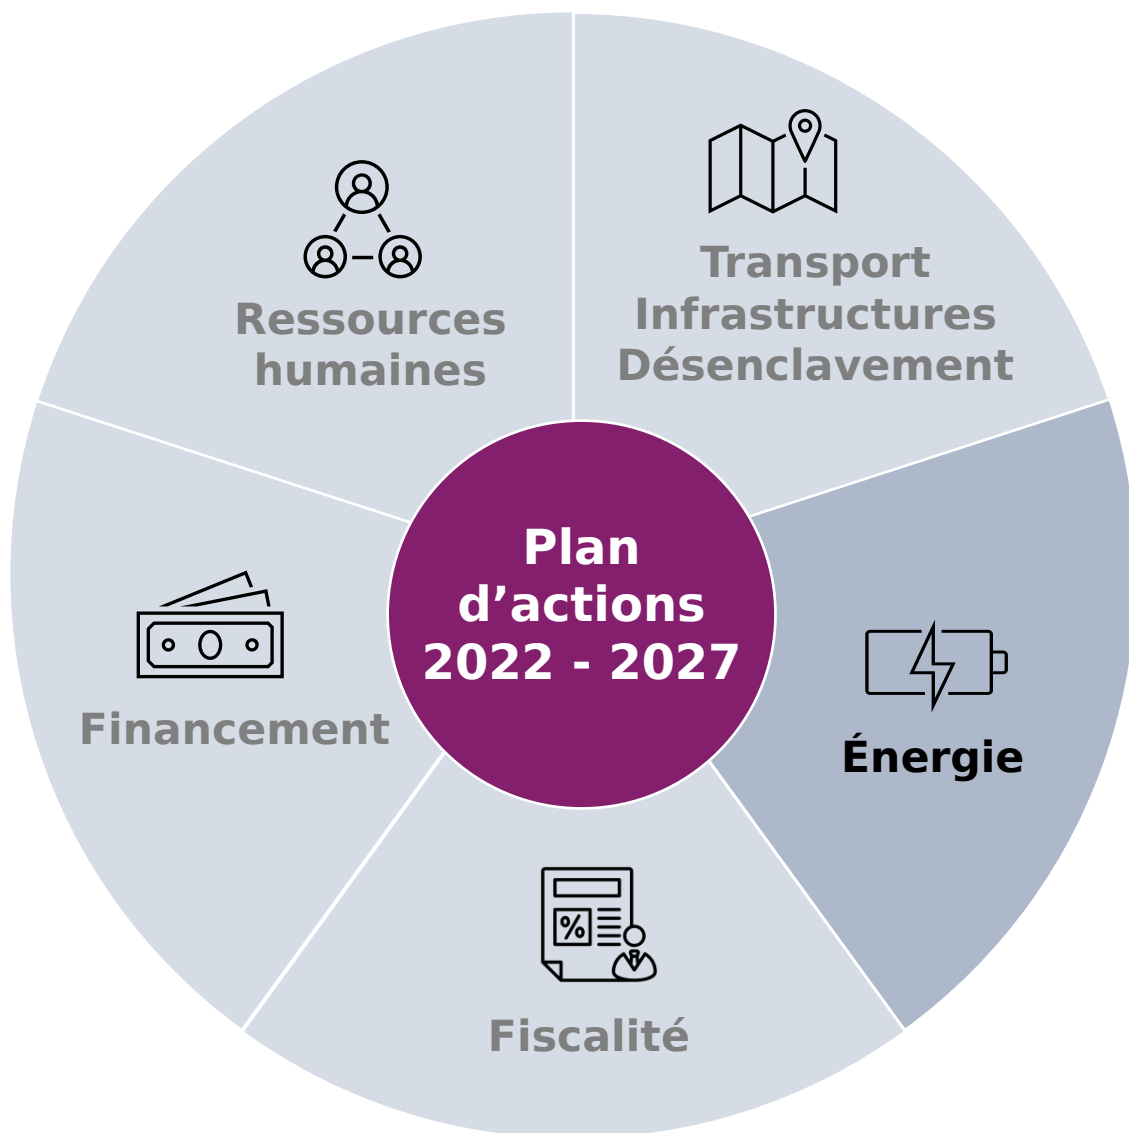 Transport
Infrastructures
Désenclavement
Ressources
humaines
Plan
d’actions
2022 - 2027
Énergie
Financement
%
Fiscalité